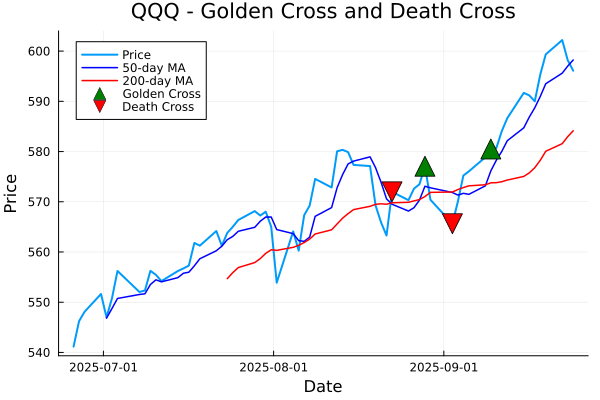 QQQ - Golden Cross and Death Cross
Price
50-day MA
200-day MA
Golden Cross
Death Cross
600
590
580
570
560
550
540
Price
2025-07-01
2025-08-01
2025-09-01
Date